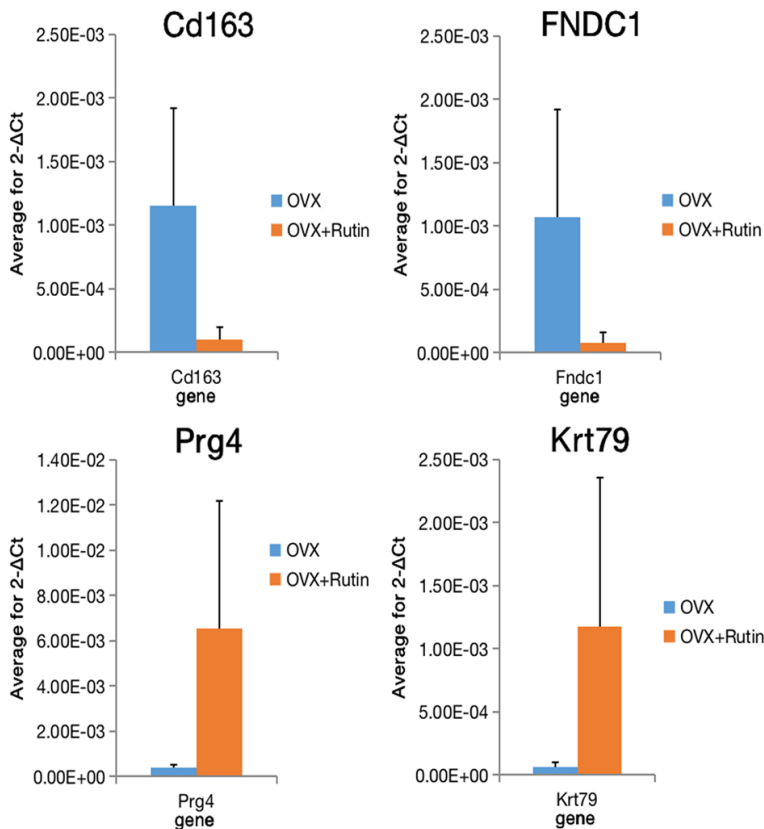 Cd163
2.50E-03
2.00E-03
1.50E-03
1.00E-03
5.00E-04
0.00E+00
Average for 2-ΔCt
OVX
OVX+Rutin
Cd163
gene
FNDC1
2.50E-03
2.00E-03
1.50E-03
1.00E-03
5.00E-04
0.00E+00
Average for 2-ΔCt
OVX
OVX+Rutin
Fndc1
gene
Prg4
1.40E-02
1.20E-02
1.00E-02
8.00E-03
6.00E-03
4.00E-03
2.00E-03
0.00E+00
Average for 2-ΔCt
OVX
OVX+Rutin
Prg4
gene
Krt79
2.50E-03
2.00E-03
1.50E-03
1.00E-03
5.00E-04
0.00E+00
Average for 2-ΔCt
OVX
OVX+Rutin
Krt79
gene